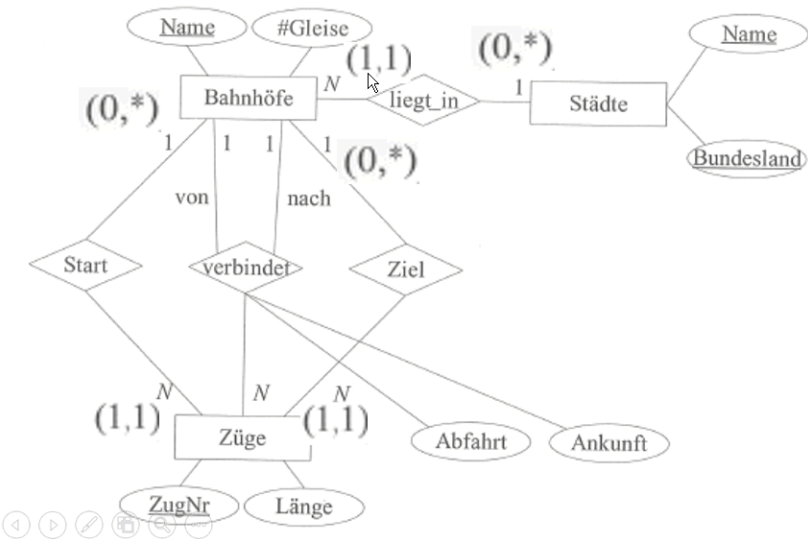 Name
#Gleise
Name
(1,1)
(0,*)
N
1
Bahnhöfe
liegt_in
Städte
(0,*)
1
1
1
1
(0,*)
Bundesland
von
nach
Start
verbindet
Ziel
N
N
N
(1,1)
(1,1)
Züge
Abfahrt
Ankunft
ZugNr
Länge